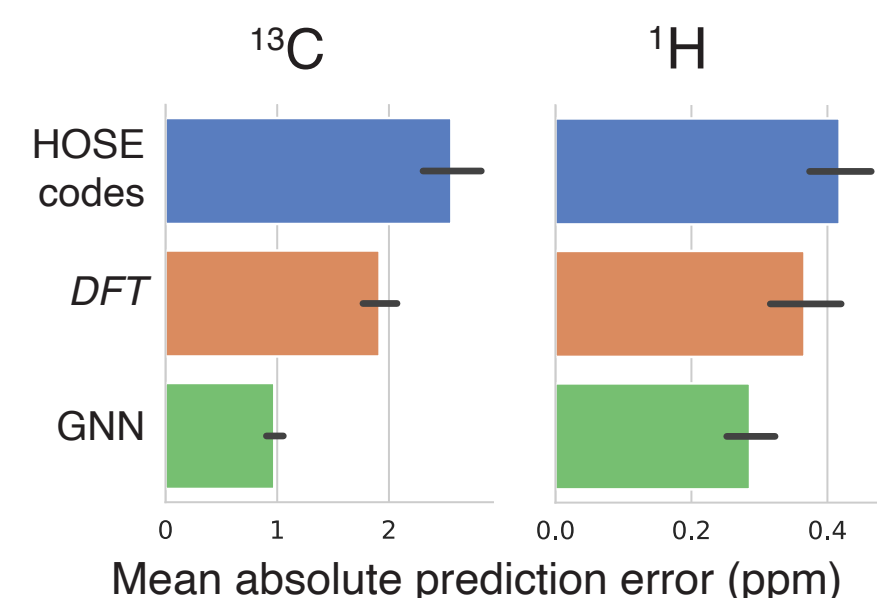 ¹³C
¹H
HOSE
codes
DFT
GNN
0 1 2
0.0 0.2 0.4
Mean absolute prediction error (ppm)